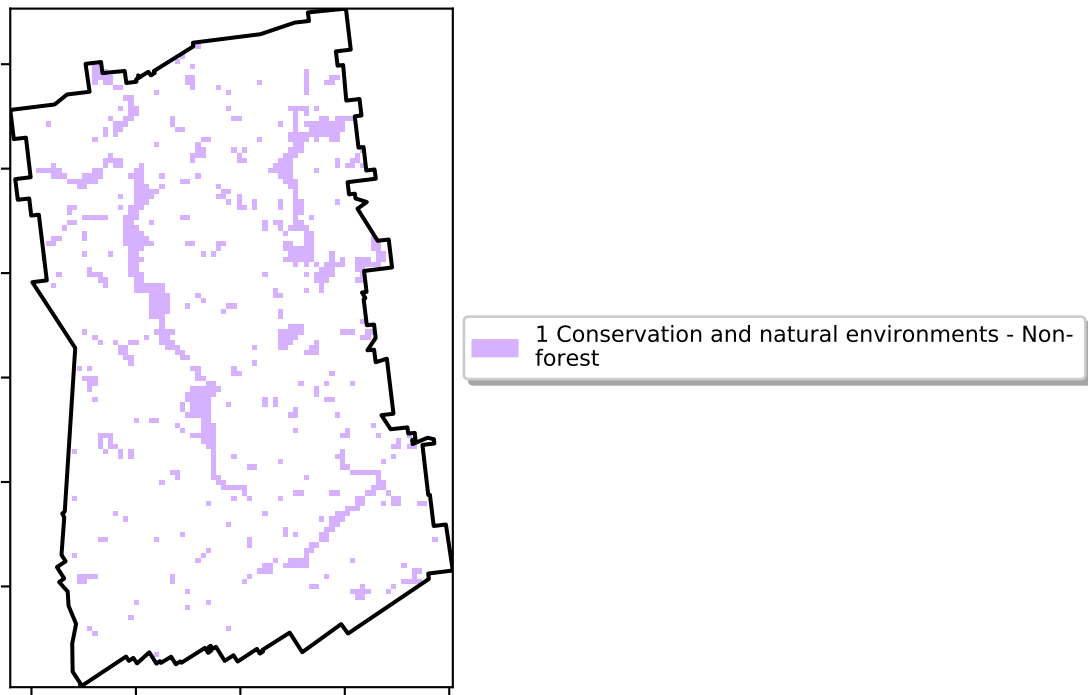 1 Conservation and natural environments - Non-
forest